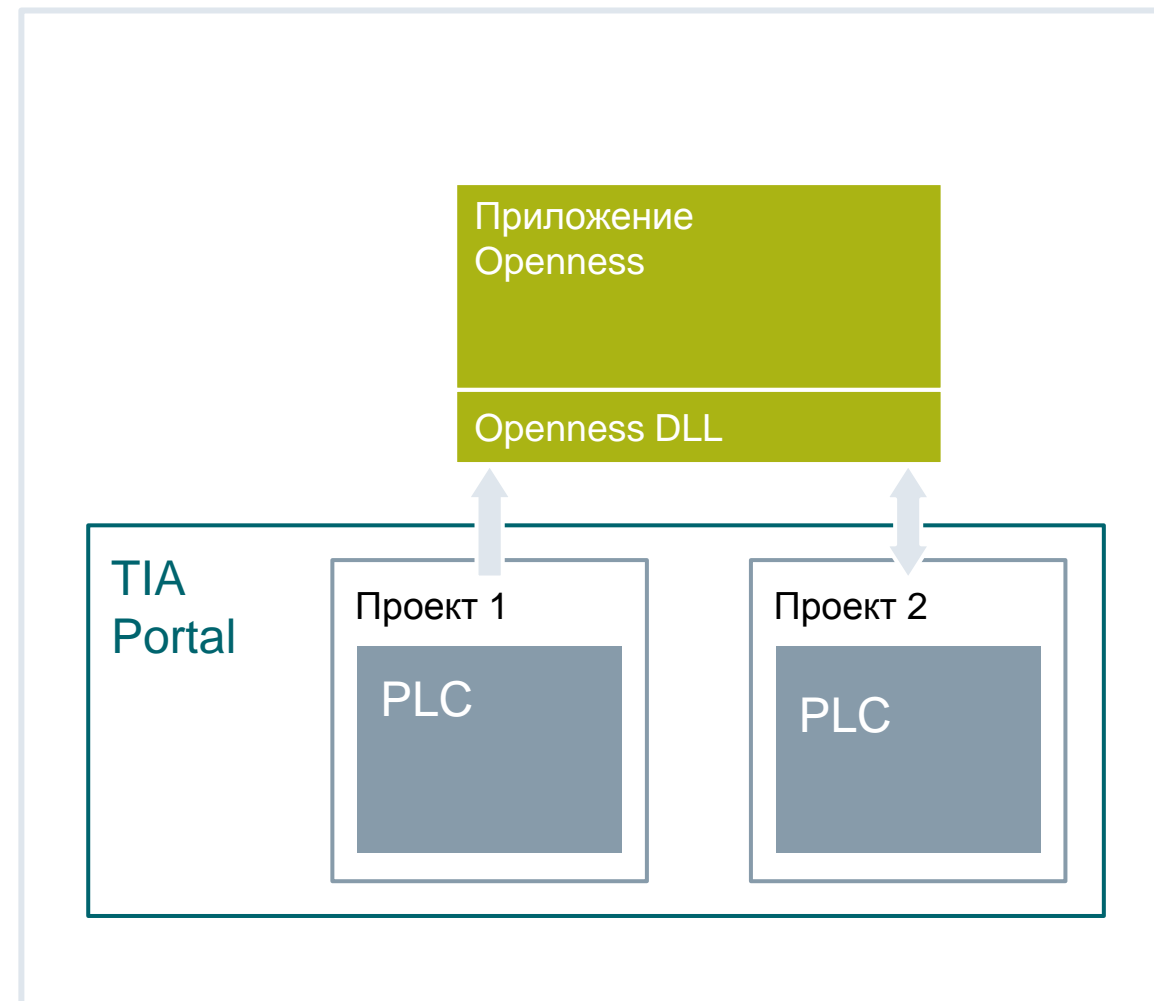 Приложение
Openness
Openness DLL
TIA
Portal
Проект 1
PLC
Проект 2
PLC